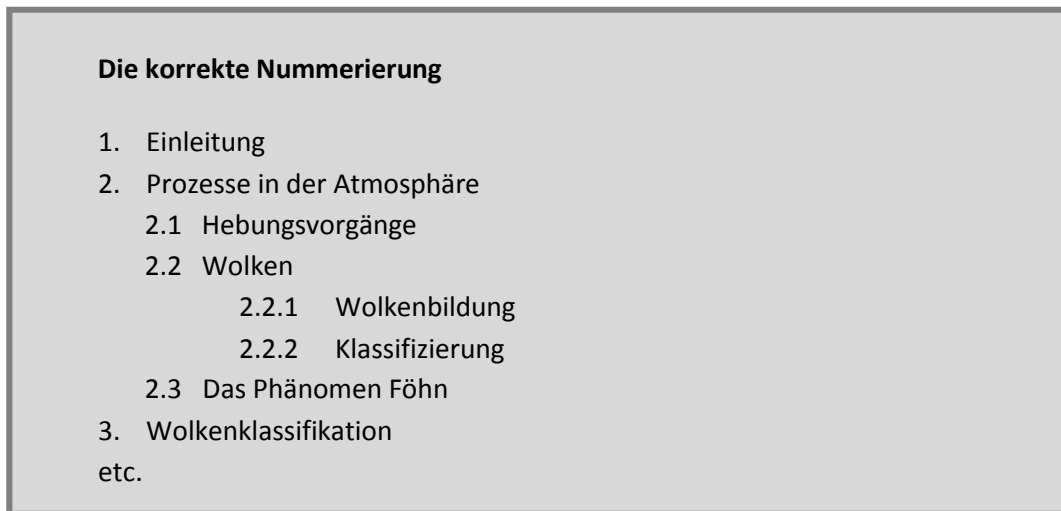 Die korrekte Nummerierung
1. Einleitung
2. Prozesse in der Atmosphäre
2.1 Hebungsvorgänge
2.2 Wolken
2.2.1 Wolkenbildung
2.2.2 Klassifizierung
2.3 Das Phänomen Föhn
3. Wolkenklassifikation
etc.